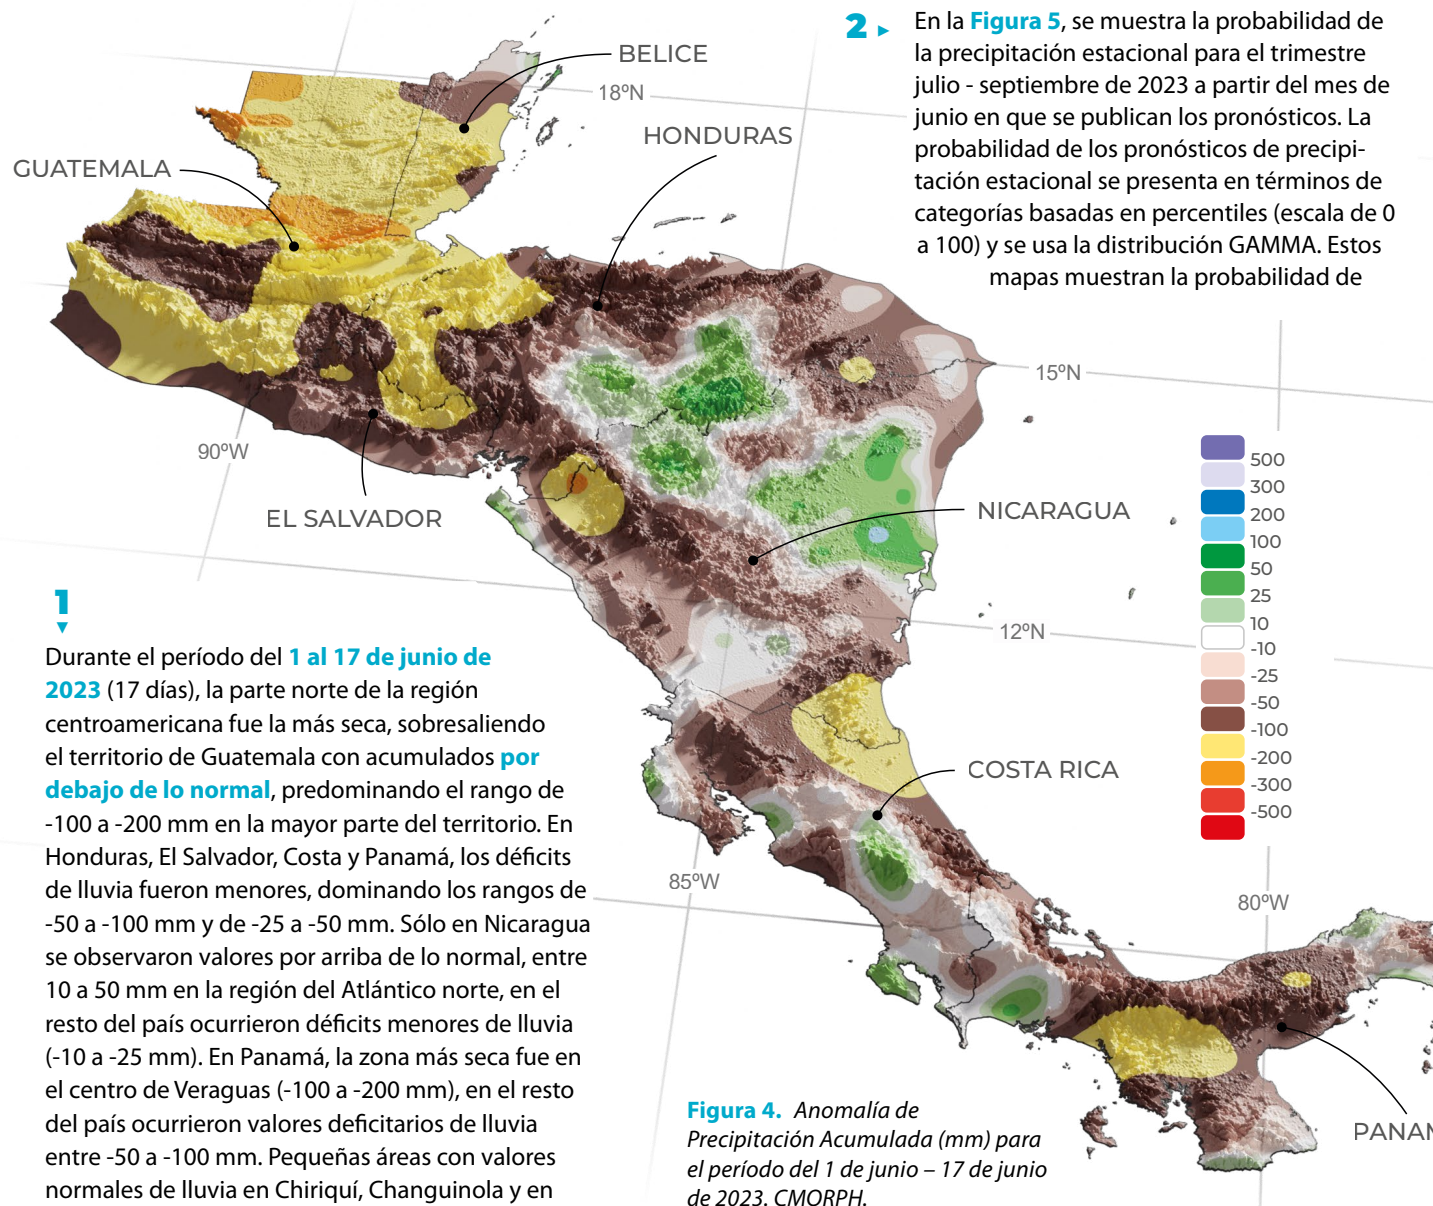 2 ▸
En la Figura 5, se muestra la probabilidad de
la precipitación estacional para el trimestre
julio - septiembre de 2023 a partir del mes de
junio en que se publican los pronósticos. La
probabilidad de los pronósticos de precipi-
tación estacional se presenta en términos de
categorías basadas en percentiles (escala de 0
a 100) y se usa la distribución GAMMA. Estos
mapas muestran la probabilidad de
BELICE
18ºN
HONDURAS
GUATEMALA
15ºN
90ºW
EL SALVADOR
NICARAGUA
12ºN
COSTA RICA
85ºW
80ºW
PANAM
500
300
200
100
50
25
10
-10
-25
-50
-100
-200
-300
-500
1
Durante el período del 1 al 17 de junio de
2023 (17 días), la parte norte de la región
centroamericana fue la más seca, sobresaliendo
el territorio de Guatemala con acumulados por
debajo de lo normal, predominando el rango de
-100 a -200 mm en la mayor parte del territorio. En
Honduras, El Salvador, Costa y Panamá, los déficits
de lluvia fueron menores, dominando los rangos de
-50 a -100 mm y de -25 a -50 mm. Sólo en Nicaragua
se observaron valores por arriba de lo normal, entre
10 a 50 mm en la región del Atlántico norte, en el
resto del país ocurrieron déficits menores de lluvia
(-10 a -25 mm). En Panamá, la zona más seca fue en
el centro de Veraguas (-100 a -200 mm), en el resto
del país ocurrieron valores deficitarios de lluvia
entre -50 a -100 mm. Pequeñas áreas con valores
normales de lluvia en Chiriquí, Changuinola y en
Figura 4. Anomalía de
Precipitación Acumulada (mm) para
el período del 1 de junio – 17 de junio
de 2023. CMORPH.